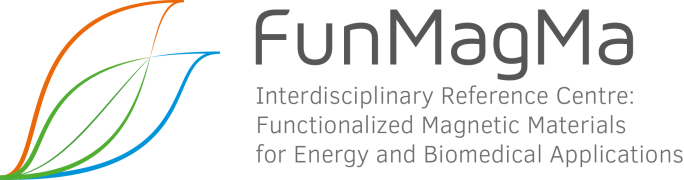 FunMagMa
Interdisciplinary Reference Centre:
Functionalized Magnetic Materials
for Energy and Biomedical Applications